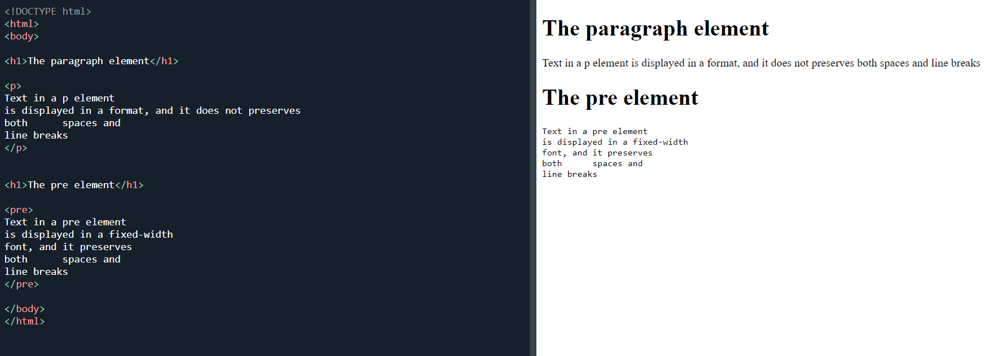 <!DOCTYPE html>
<html>
<body>
<h1>The paragraph element</h1>
<p>
Text in a p element
is displayed in a format, and it does not preserves
both      spaces and
line breaks
</p>
<h1>The pre element</h1>
<pre>
Text in a pre element
is displayed in a fixed-width
font, and it preserves
both      spaces and
line breaks
</pre>
</body>
</html>
The paragraph element
Text in a p element is displayed in a format, and it does not preserves both spaces and line breaks
The pre element
Text in a pre element
is displayed in a fixed-width
font, and it preserves
both      spaces and
line breaks